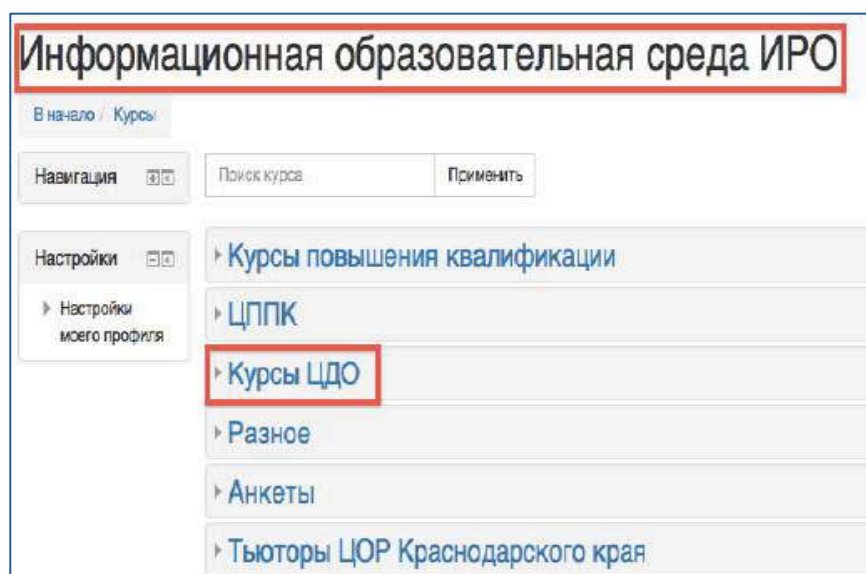 Информационная образовательная среда ИРО
В начало / Курсы
Навигация
Поиск курса
Применить
Настройки
Настройки
моего профиля
Курсы повышения квалификации
ЦППК
Курсы ЦДО
Разное
Анкеты
Тьюторы ЦОР Краснодарского края